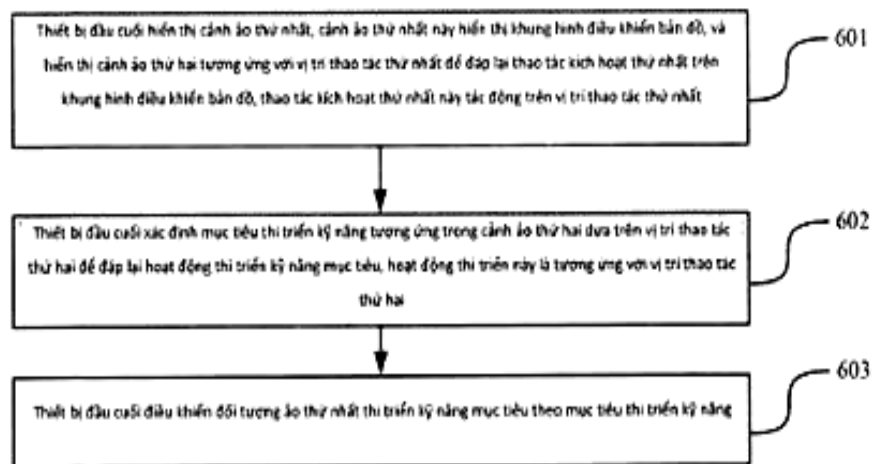 Thiết bị đầu cuối hiển thị cảnh ảo thứ nhất, cảnh ảo thứ nhất này hiển thị khung hình điều khiển bản đồ, và
hiển thị cảnh ảo thứ hai tương ứng với vị trí thao tác thứ nhất để đáp lại thao tác kích hoạt thứ nhất trên
khung hình điều khiển bản đồ, thao tác kích hoạt thứ nhất này tác động trên vị trí thao tác thứ nhất
601
Thiết bị đầu cuối xác định mục tiêu thi triển kỹ năng tương ứng trong cảnh ảo thứ hai dựa trên vị trí thao tác
thứ hai để đáp lại hoạt động thi triển kỹ năng mục tiêu, hoạt động thi triển này là tương ứng với vị trí thao tác
thứ hai
602
Thiết bị đầu cuối điều khiển đối tượng ảo thứ nhất thi triển kỹ năng mục tiêu theo mục tiêu thi triển kỹ năng
603